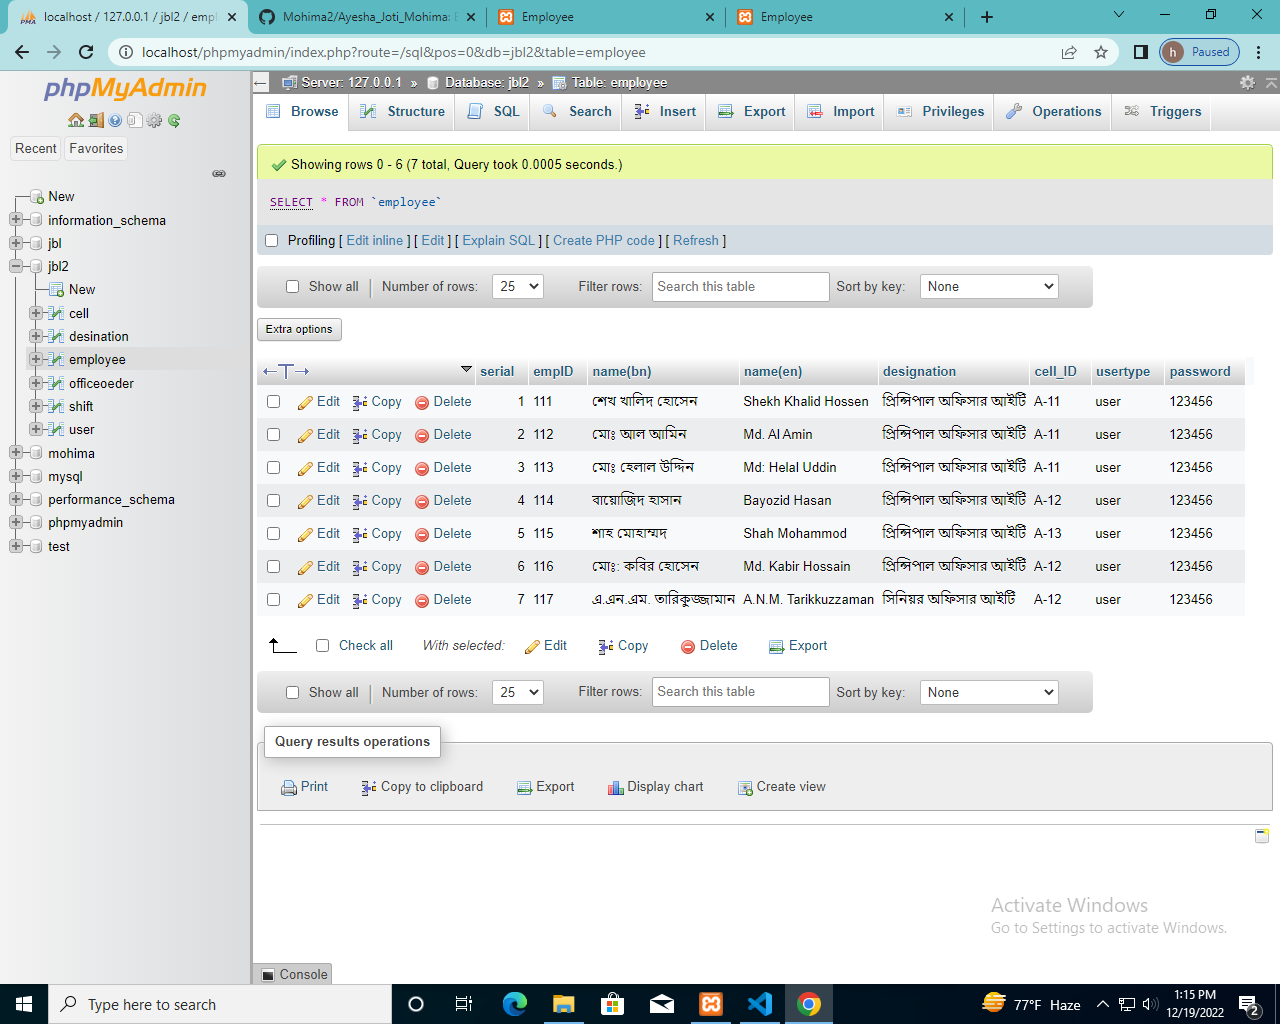 localhost / 127.0.0.1 / jbl2 / empl
Mohima2/Ayesha_Joti_Mohima:
Employee
Employee
localhost/phpmyadmin/index.php?route=/sql&pos=0&db=jbl2&table=employee
h Paused
phpMyAdmin
Recent Favorites
New
information_schema
jbl
jbl2
New
cell
desination
employee
officeoeder
shift
user
mohima
mysql
performance_schema
phpmyadmin
test
Server: 127.0.0.1 » Database: jbl2 » Table: employee
Browse Structure SQL Search Insert Export Import Privileges Operations Triggers
Showing rows 0 - 6 (7 total, Query took 0.0005 seconds.)
SELECT * FROM `employee`
Profiling [ Edit inline ] [ Edit ] [ Explain SQL ] [ Create PHP code ] [ Refresh ]
Show all Number of rows: 25 Filter rows: Search this table Sort by key: None
Extra options
serial empID name(bn) name(en) designation cell_ID usertype password
Edit Copy Delete 1 111 শেখ খালিদ হোসেন Shekh Khalid Hossen প্রিন্সিপাল অফিসার আইটি A-11 user 123456
Edit Copy Delete 2 112 মোঃ আল আমিন Md. Al Amin প্রিন্সিপাল অফিসার আইটি A-11 user 123456
Edit Copy Delete 3 113 মোঃ হেলাল উদ্দিন Md: Helal Uddin প্রিন্সিপাল অফিসার আইটি A-11 user 123456
Edit Copy Delete 4 114 বায়োজিদ হাসান Bayozid Hasan প্রিন্সিপাল অফিসার আইটি A-12 user 123456
Edit Copy Delete 5 115 শাহ মোহাম্মদ Shah Mohammod প্রিন্সিপাল অফিসার আইটি A-13 user 123456
Edit Copy Delete 6 116 মোঃ: কবির হোসেন Md. Kabir Hossain প্রিন্সিপাল অফিসার আইটি A-12 user 123456
Edit Copy Delete 7 117 এ.এন.এম. তারিকুজ্জামান A.N.M. Tarikkuzzaman সিনিয়র অফিসার আইটি A-12 user 123456
Check all With selected: Edit Copy Delete Export
Show all Number of rows: 25 Filter rows: Search this table Sort by key: None
Query results operations
Print Copy to clipboard Export Display chart Create view
Activate Windows
Go to Settings to activate Windows.
Console
Type here to search
77°F Haze
1:15 PM
12/19/2022
2